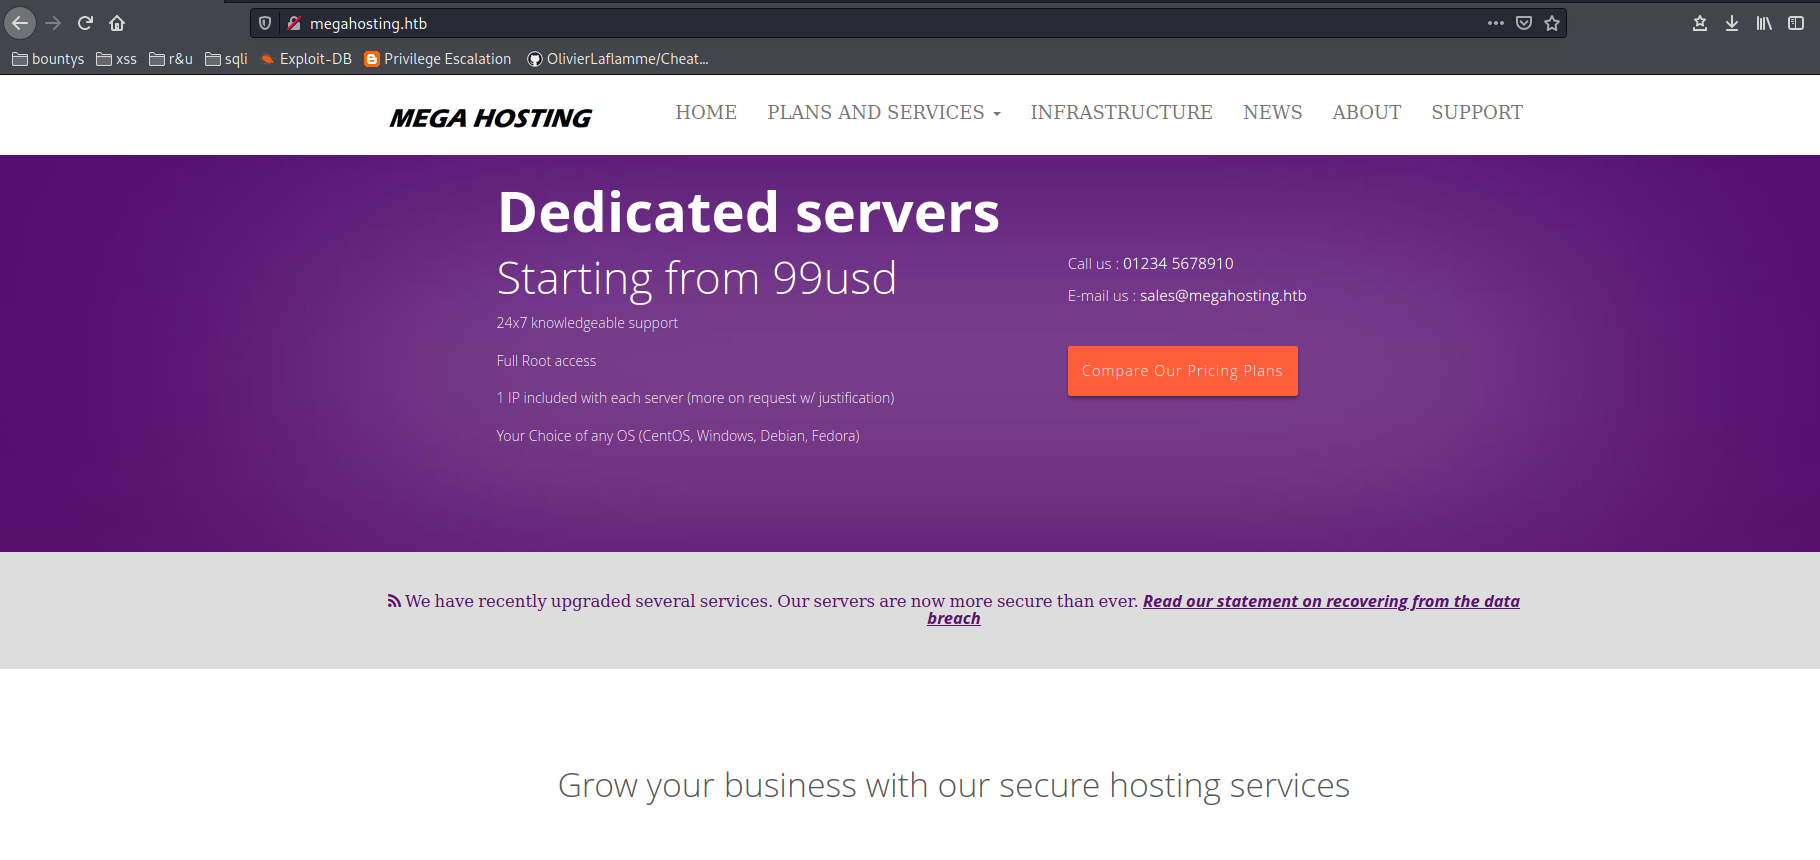 megahosting.htb
bountys xss r&u sqli Exploit-DB Privilege Escalation OlivierLaflamme/Cheat...
MEGA HOSTING
HOME PLANS AND SERVICES INFRASTRUCTURE NEWS ABOUT SUPPORT
Dedicated servers
Starting from 99usd
24x7 knowledgeable support
Full Root access
1 IP included with each server (more on request w/ justification)
Your Choice of any OS (CentOS, Windows, Debian, Fedora)
Call us : 01234 5678910
E-mail us : sales@megahosting.htb
Compare Our Pricing Plans
We have recently upgraded several services. Our servers are now more secure than ever. Read our statement on recovering from the data
breach
Grow your business with our secure hosting services